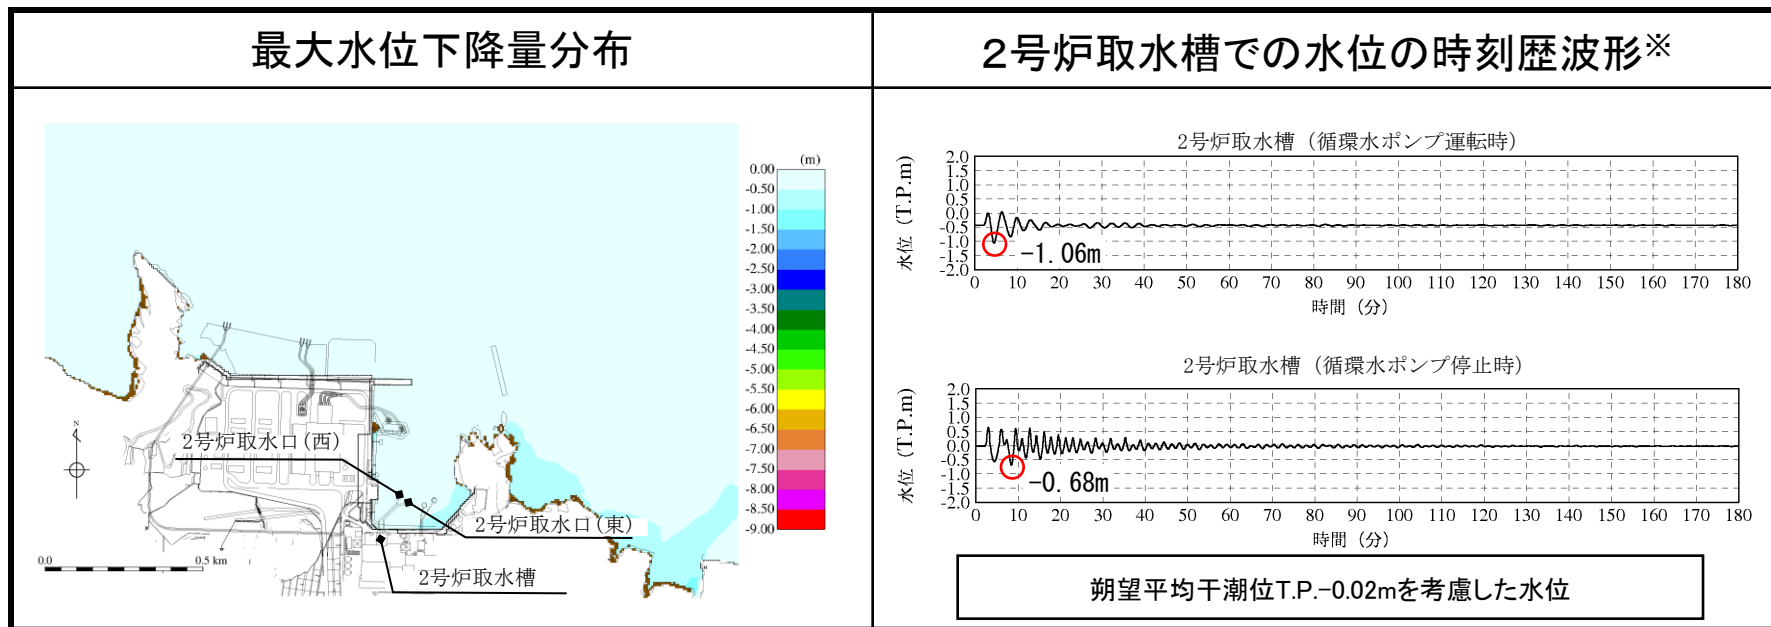 最大水位下降量分布
2号炉取水槽での水位の時刻歴波形※
(m)
0.00
-0.50
-1.00
-1.50
-2.00
-2.50
-3.00
-3.50
-4.00
-4.50
-5.00
-5.50
-6.00
-6.50
-7.00
-7.50
-8.00
-8.50
-9.00
N
2号炉取水口(西)
2号炉取水口(東)
2号炉取水槽
0.0 0.5 km
2号炉取水槽（循環水ポンプ運転時）
水位（T.P.m）
2.0
1.5
1.0
0.5
0.0
-0.5
-1.0
-1.5
-2.0
-1.06m
0 10 20 30 40 50 60 70 80 90 100 110 120 130 140 150 160 170 180
時間（分）
2号炉取水槽（循環水ポンプ停止時）
水位（T.P.m）
2.0
1.5
1.0
0.5
0.0
-0.5
-1.0
-1.5
-2.0
-0.68m
0 10 20 30 40 50 60 70 80 90 100 110 120 130 140 150 160 170 180
時間（分）
朔望平均干潮位T.P.-0.02mを考慮した水位